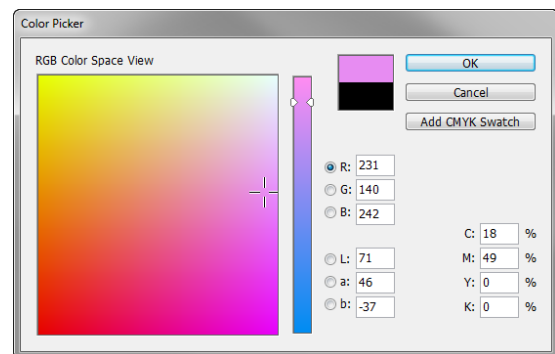 Color Picker
RGB Color Space View
OK
Cancel
Add CMYK Swatch
R: 231
G: 140
B: 242
L: 71
a: 46
b: -37
C: 18 %
M: 49 %
Y: 0 %
K: 0 %